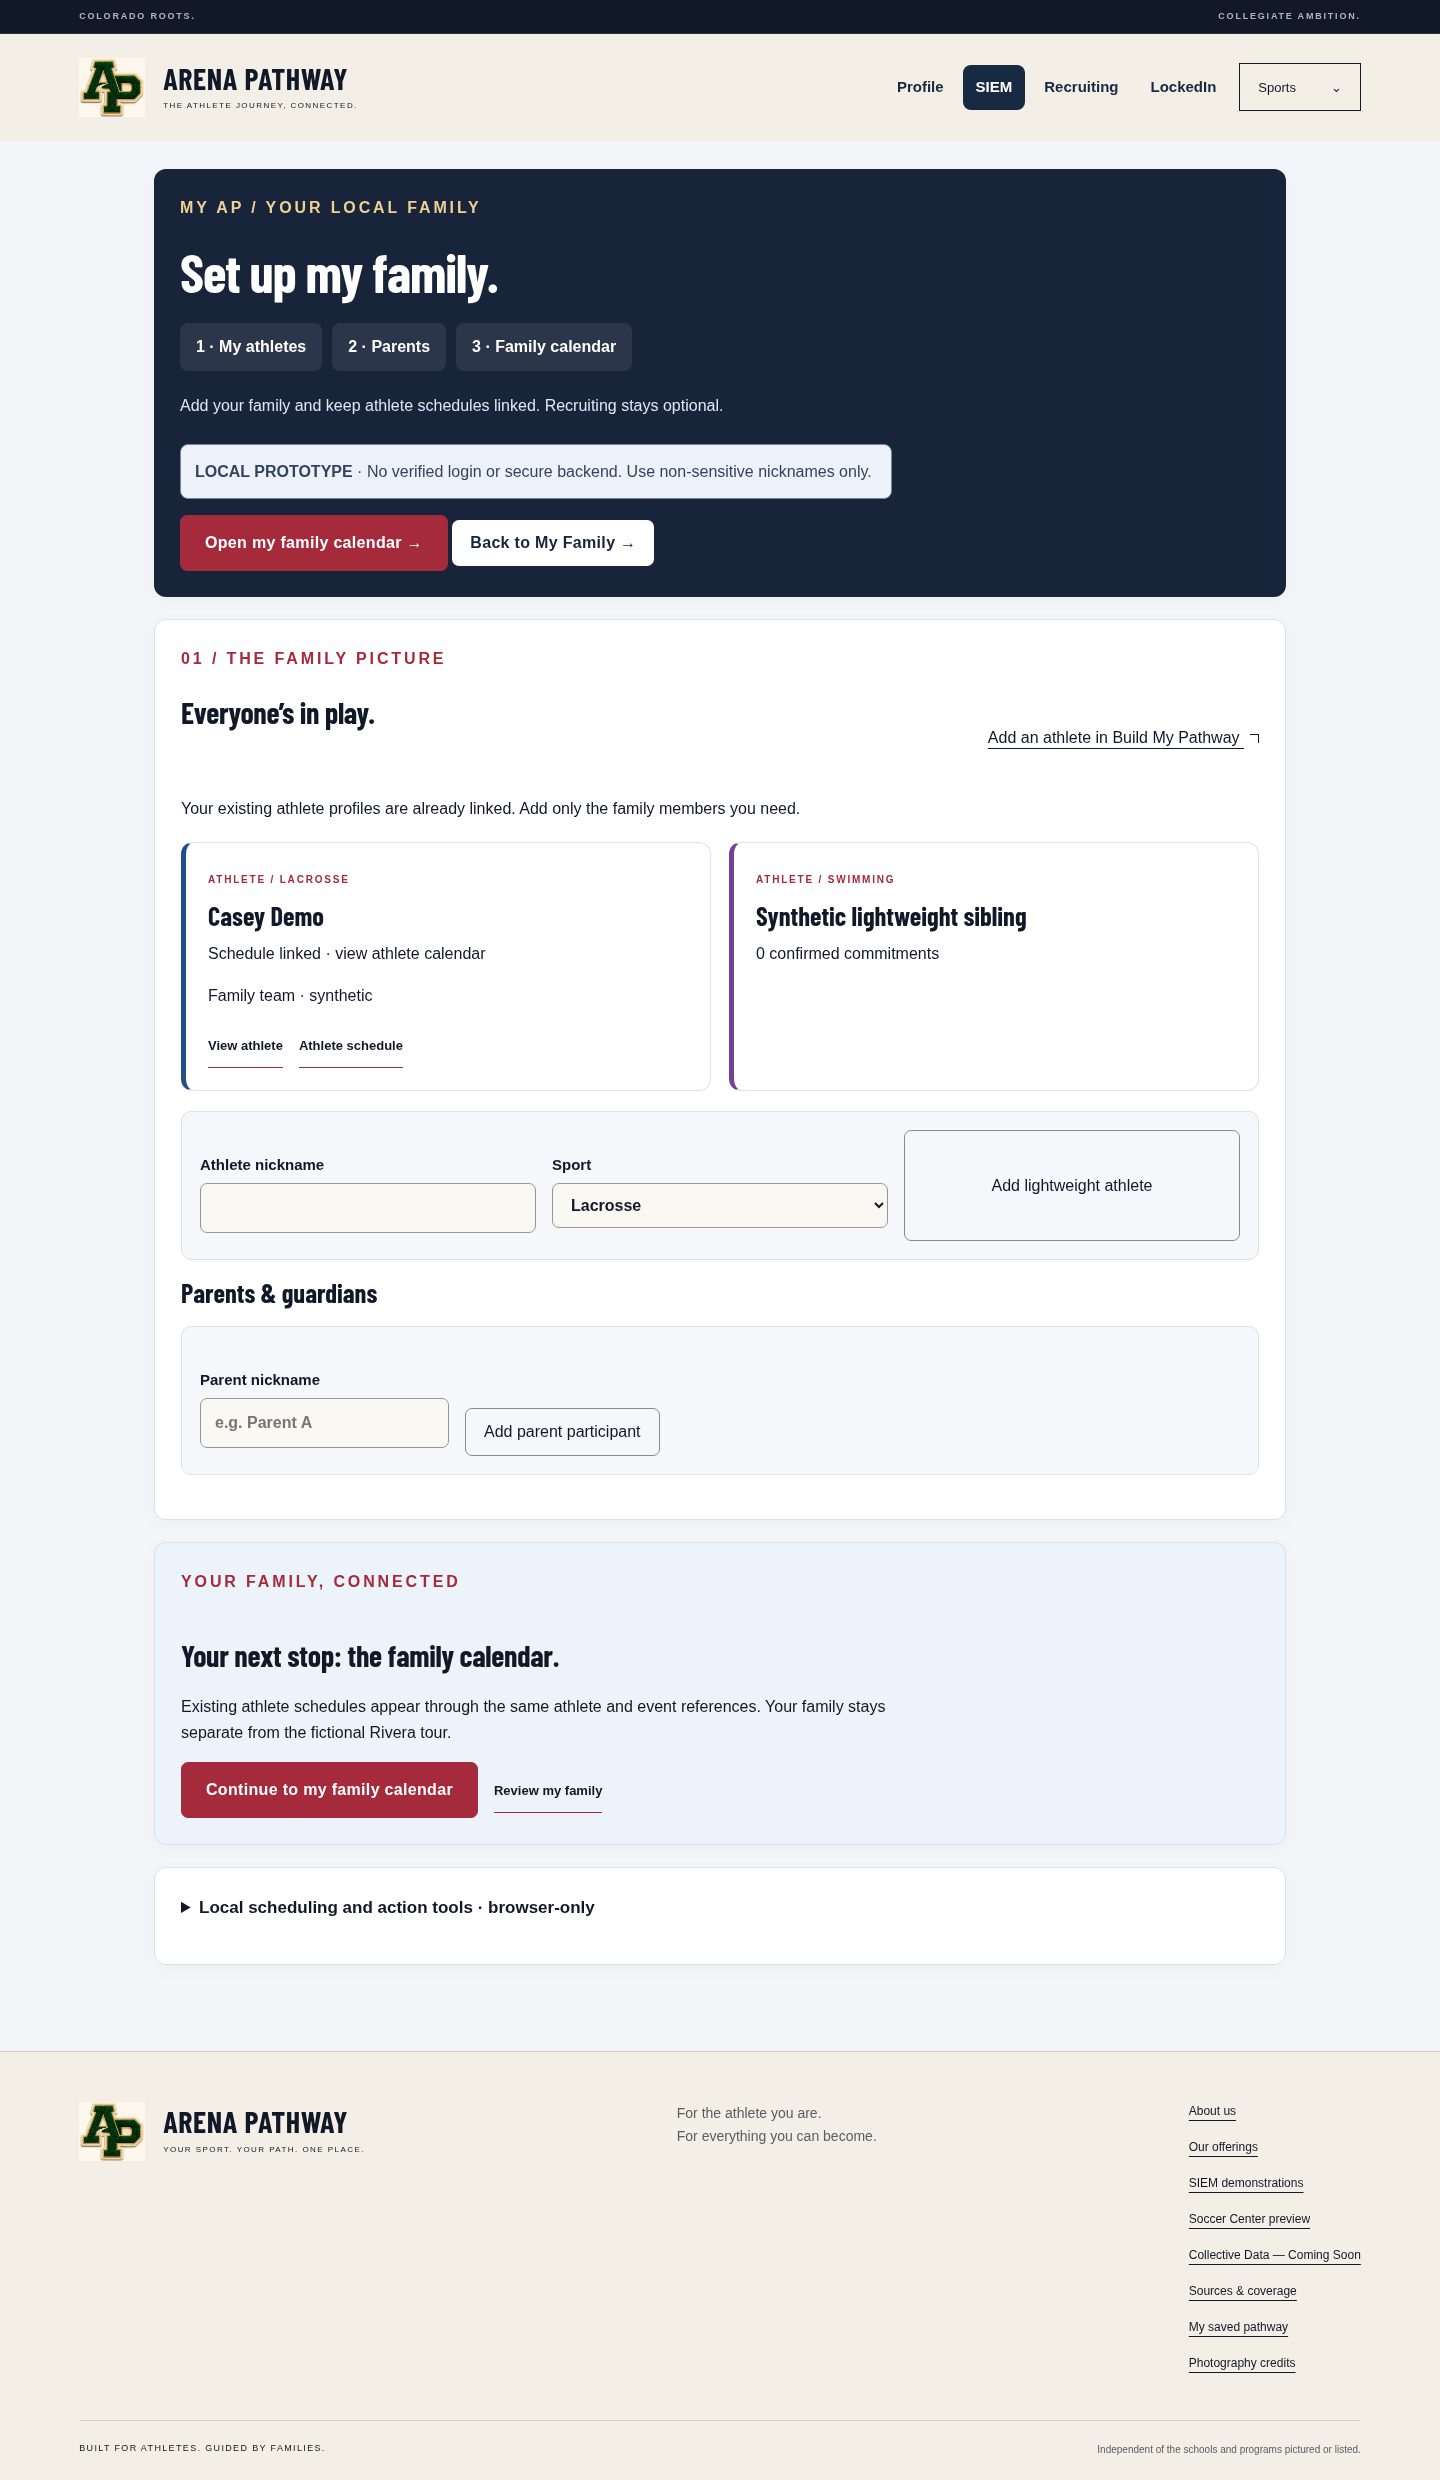 COLORADO ROOTS.
COLLEGIATE AMBITION.
AP
ARENA PATHWAY
THE ATHLETE JOURNEY, CONNECTED.
Profile
SIEM
Recruiting
LockedIn
Sports
MY AP / YOUR LOCAL FAMILY
Set up my family.
1 · My athletes
2 · Parents
3 · Family calendar
Add your family and keep athlete schedules linked. Recruiting stays optional.
LOCAL PROTOTYPE · No verified login or secure backend. Use non-sensitive nicknames only.
Open my family calendar →
Back to My Family →
01 / THE FAMILY PICTURE
Everyone’s in play.
Add an athlete in Build My Pathway
Your existing athlete profiles are already linked. Add only the family members you need.
ATHLETE / LACROSSE
Casey Demo
Schedule linked · view athlete calendar
Family team · synthetic
View athlete
Athlete schedule
ATHLETE / SWIMMING
Synthetic lightweight sibling
0 confirmed commitments
Athlete nickname
Sport
Lacrosse
Add lightweight athlete
Parents & guardians
Parent nickname
e.g. Parent A
Add parent participant
YOUR FAMILY, CONNECTED
Your next stop: the family calendar.
Existing athlete schedules appear through the same athlete and event references. Your family stays
separate from the fictional Rivera tour.
Continue to my family calendar
Review my family
Local scheduling and action tools · browser-only
AP
ARENA PATHWAY
YOUR SPORT. YOUR PATH. ONE PLACE.
For the athlete you are.
For everything you can become.
About us
Our offerings
SIEM demonstrations
Soccer Center preview
Collective Data — Coming Soon
Sources & coverage
My saved pathway
Photography credits
BUILT FOR ATHLETES. GUIDED BY FAMILIES.
Independent of the schools and programs pictured or listed.